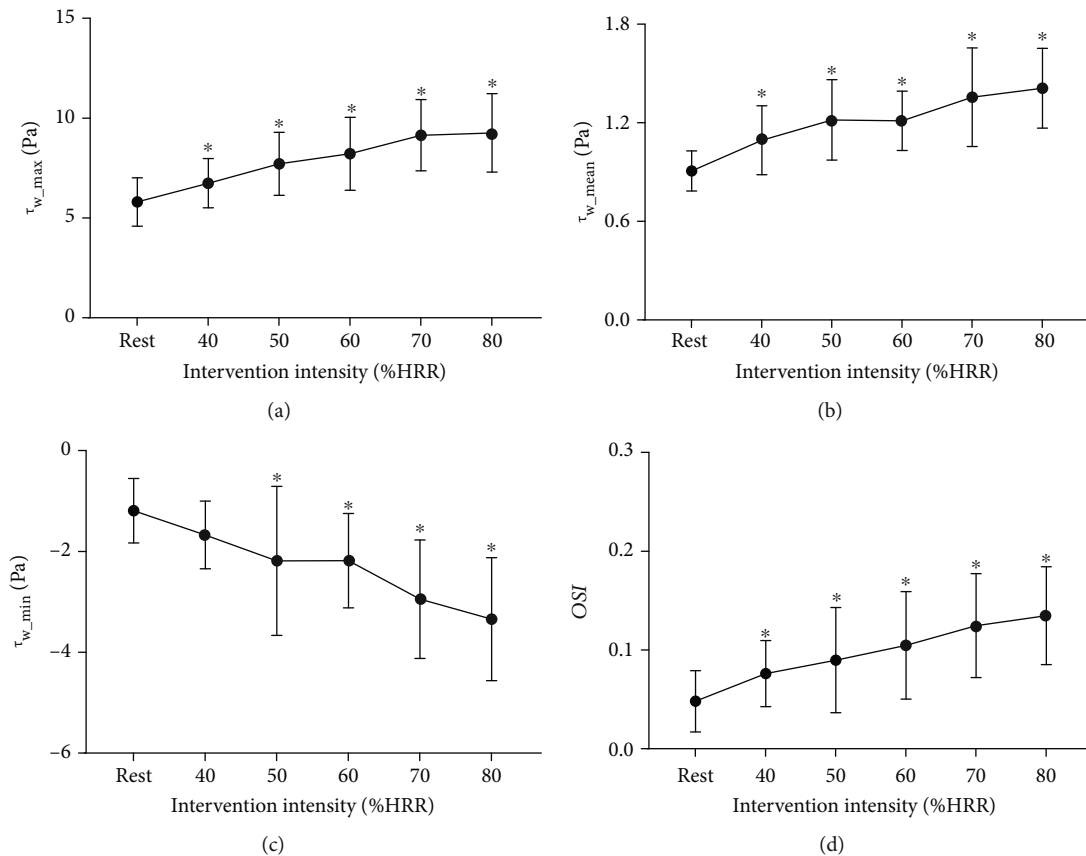 15
10
5
0
τw_max (Pa)
* * * * *
Rest 40 50 60 70 80
Intervention intensity (%HRR)
(a)
1.8
1.2
0.6
0.0
τw_mean (Pa)
* * * * *
Rest 40 50 60 70 80
Intervention intensity (%HRR)
(b)
0
−2
−4
−6
τw_min (Pa)
* * * *
Rest 40 50 60 70 80
Intervention intensity (%HRR)
(c)
0.3
0.2
0.1
0.0
OSI
* * * * *
Rest 40 50 60 70 80
Intervention intensity (%HRR)
(d)